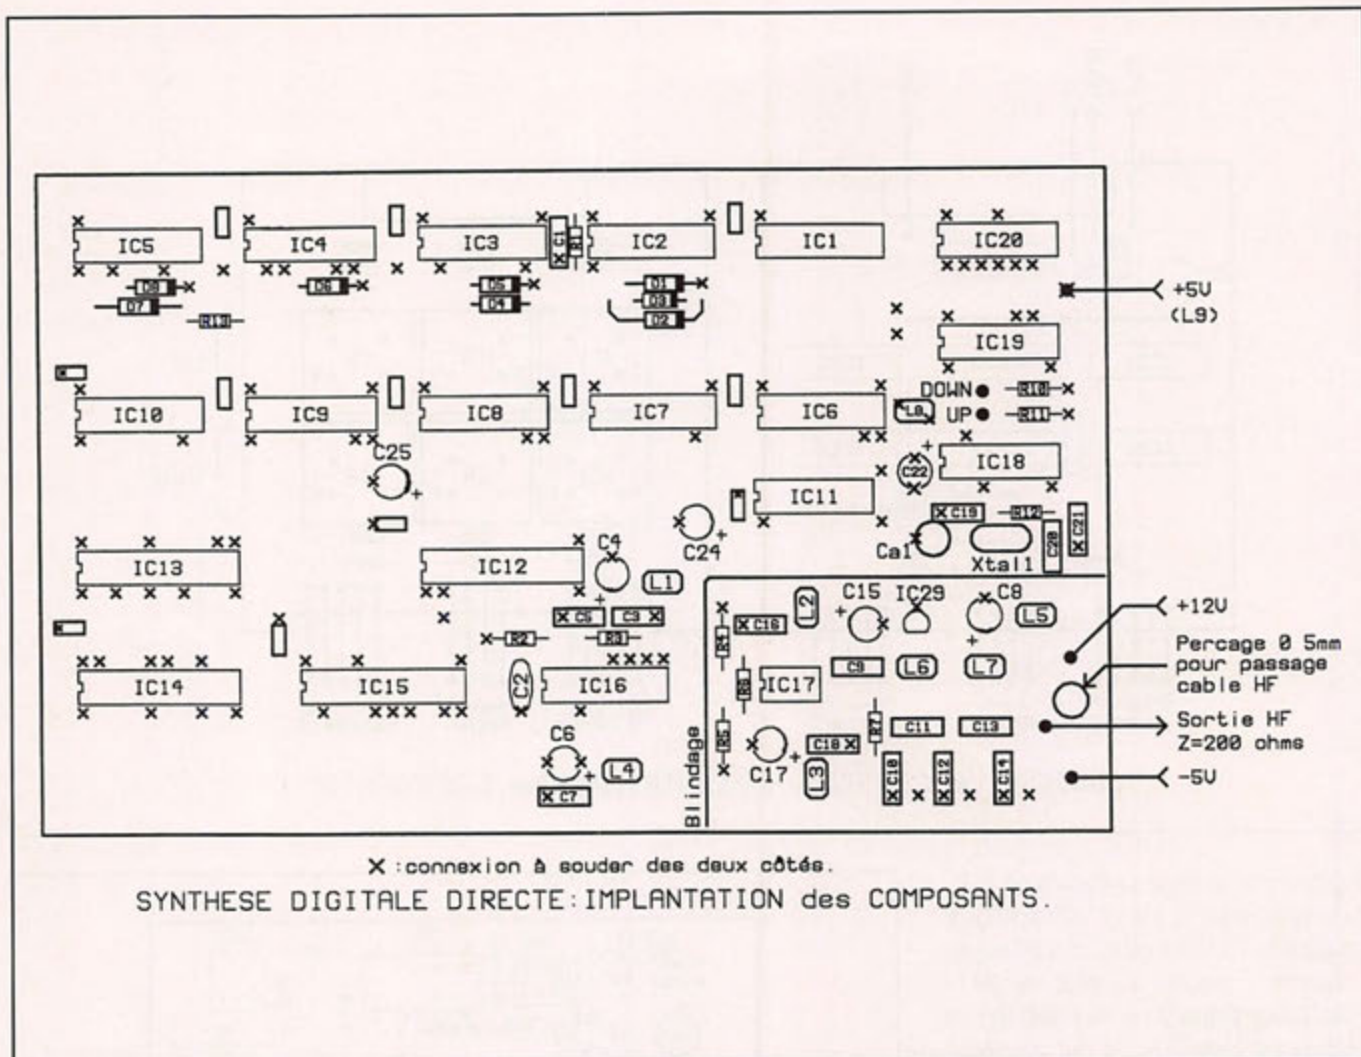 IC5 IC4 IC3 C1 R1 IC2 IC1 IC20
D8 D6 D5 D1
D7 D4 D3
R13 D2
+5V
(L9)
IC19
DOWN R10
UP R11
IC10 IC9 IC8 IC7 IC6 L8
C25 C22 IC18
IC11
C19 R12 C21
C24 Ca1 Xtal1 C20
IC13 IC12 C4 L1
C5 C3
R2 R3
L2 C15 IC29 C8 L5
R4 C16
+12V
Percage Ø 5mm
pour passage
cable HF
C9 L6 L7
IC14 IC15 C2 IC16 R6 IC17
R5 R7 C11 C13
Sortie HF
Z=200 ohms
C6 L4 C17 C18 L3
C10 C12 C14
-5V
C7
Blindage
X :connexion à souder des deux côtés.
SYNTHESE DIGITALE DIRECTE:IMPLANTATION des COMPOSANTS.